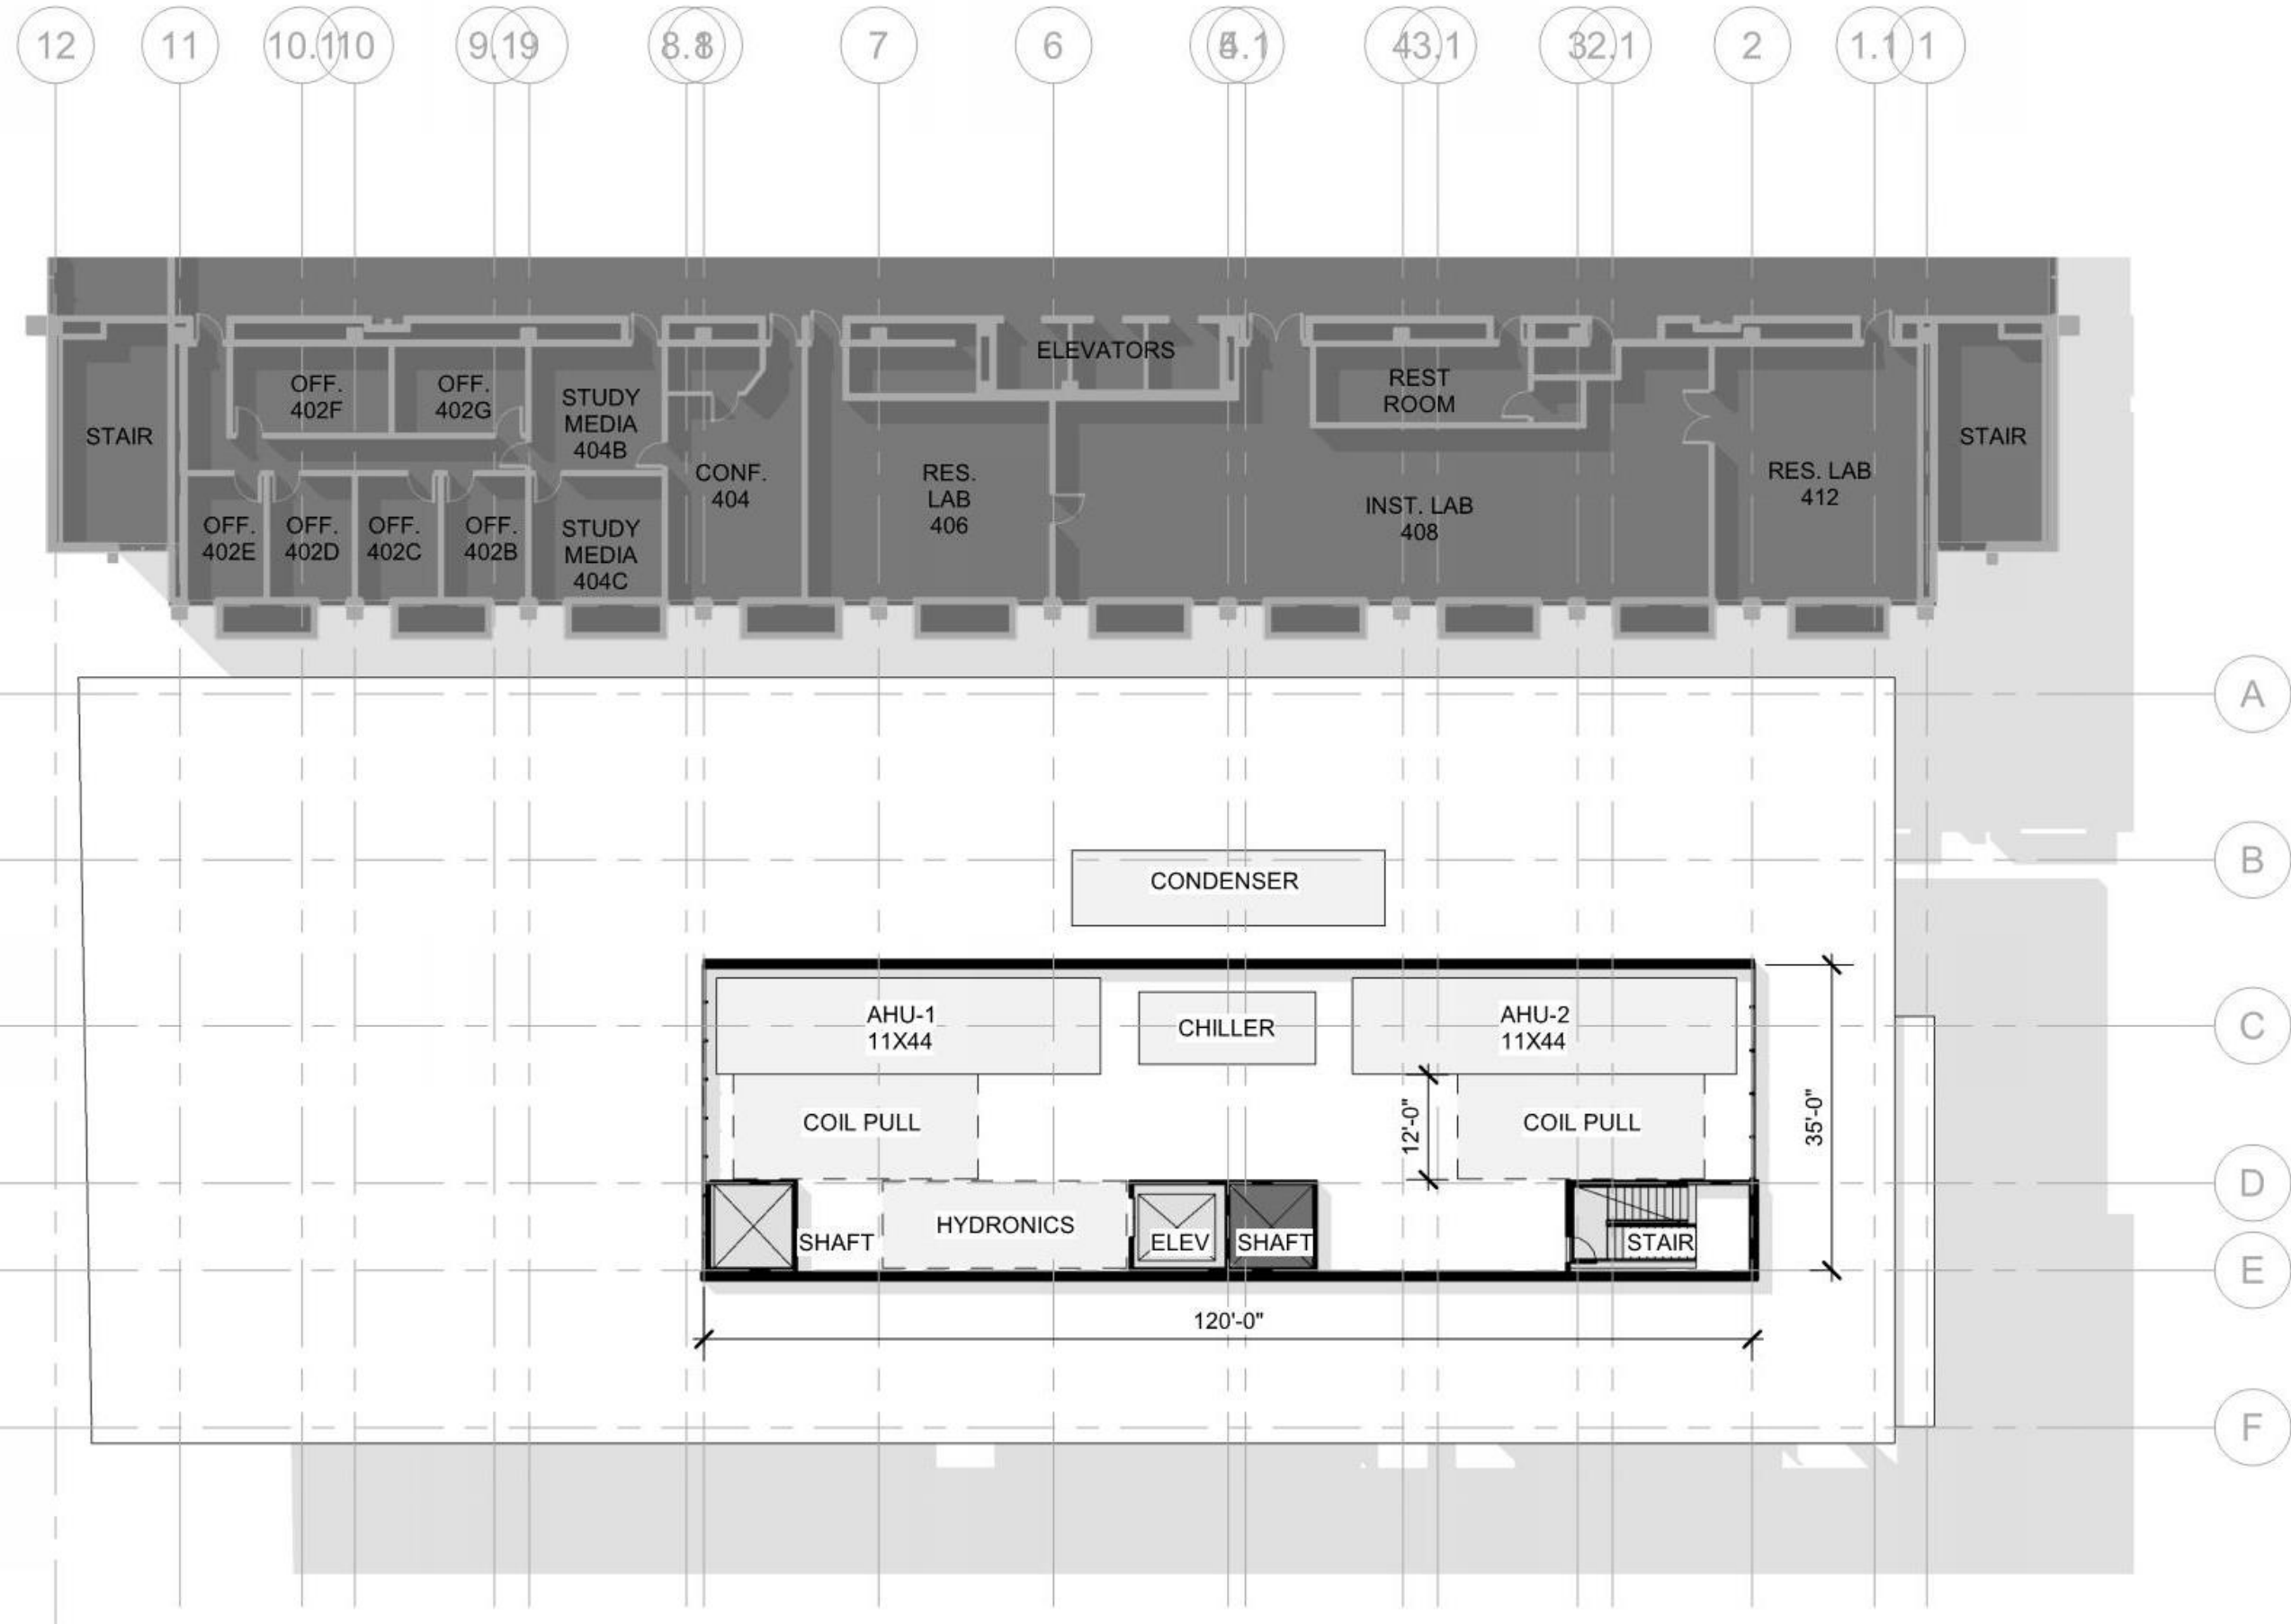 12
11
10.1
10
9.1
9
8.1
8
7
6
5
4
3.1
3
2.1
2
1.1
1
ELEVATORS
OFF.
402F
OFF.
402G
STUDY
MEDIA
404B
REST
ROOM
STAIR
STAIR
CONF.
404
RES.
LAB
406
INST. LAB
408
RES. LAB
412
OFF.
402E
OFF.
402D
OFF.
402C
OFF.
402B
STUDY
MEDIA
404C
A
B
CONDENSER
AHU-1
11X44
CHILLER
AHU-2
11X44
C
COIL PULL
12'-0"
COIL PULL
35'-0"
D
SHAFT
HYDRONICS
ELEV
SHAFT
STAIR
E
120'-0"
F